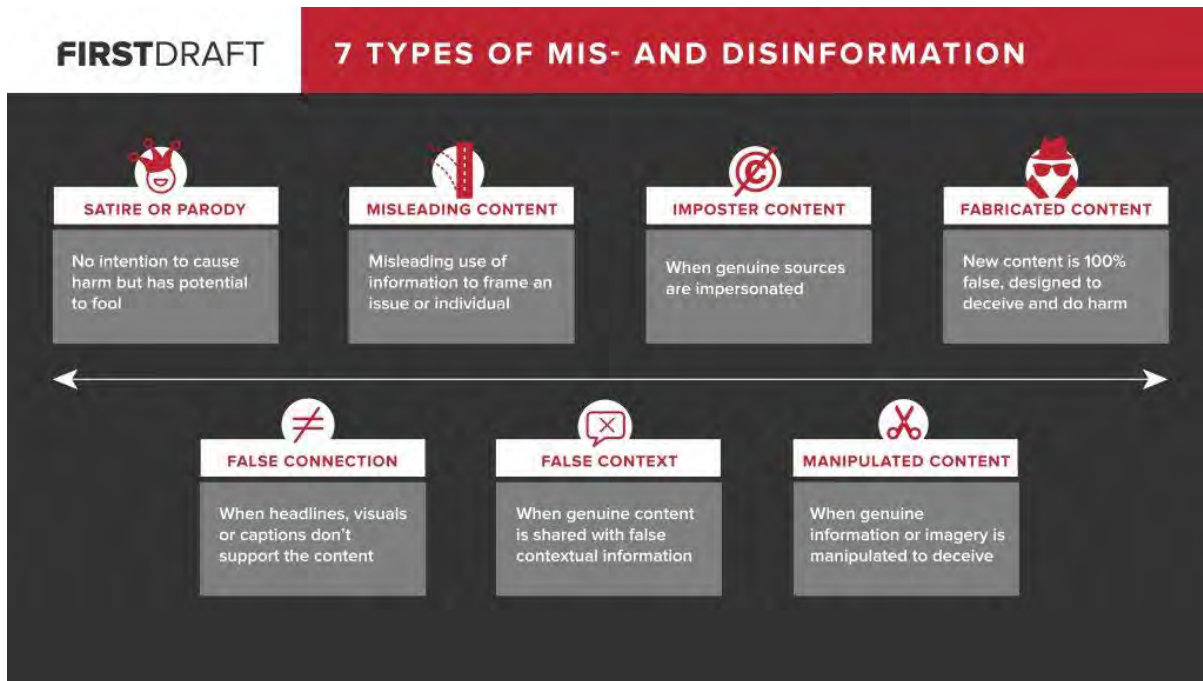 FIRSTDRAFT
7 TYPES OF MIS- AND DISINFORMATION
SATIRE OR PARODY
No intention to cause
harm but has potential
to fool
MISLEADING CONTENT
Misleading use of
information to frame an
issue or individual
IMPOSTER CONTENT
When genuine sources
are impersonated
FABRICATED CONTENT
New content is 100%
false, designed to
deceive and do harm
FALSE CONNECTION
When headlines, visuals
or captions don't
support the content
FALSE CONTEXT
When genuine content
is shared with false
contextual information
MANIPULATED CONTENT
When genuine
information or imagery is
manipulated to deceive